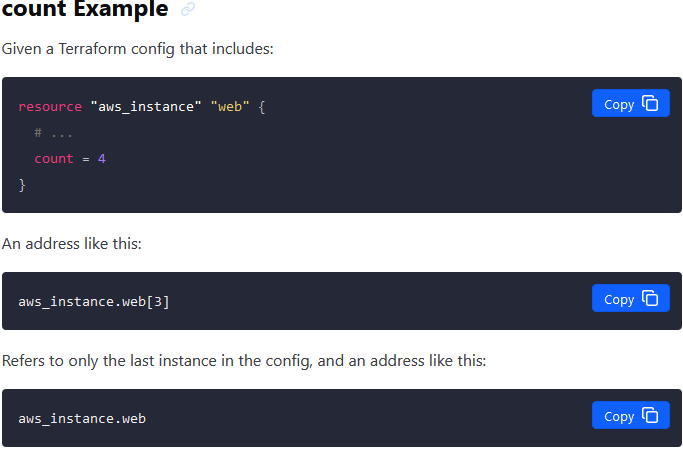 count Example
Given a Terraform config that includes:
resource "aws_instance" "web" {
Copy
  # ...
  count = 4
}
An address like this:
aws_instance.web[3]
Copy
Refers to only the last instance in the config, and an address like this:
aws_instance.web
Copy